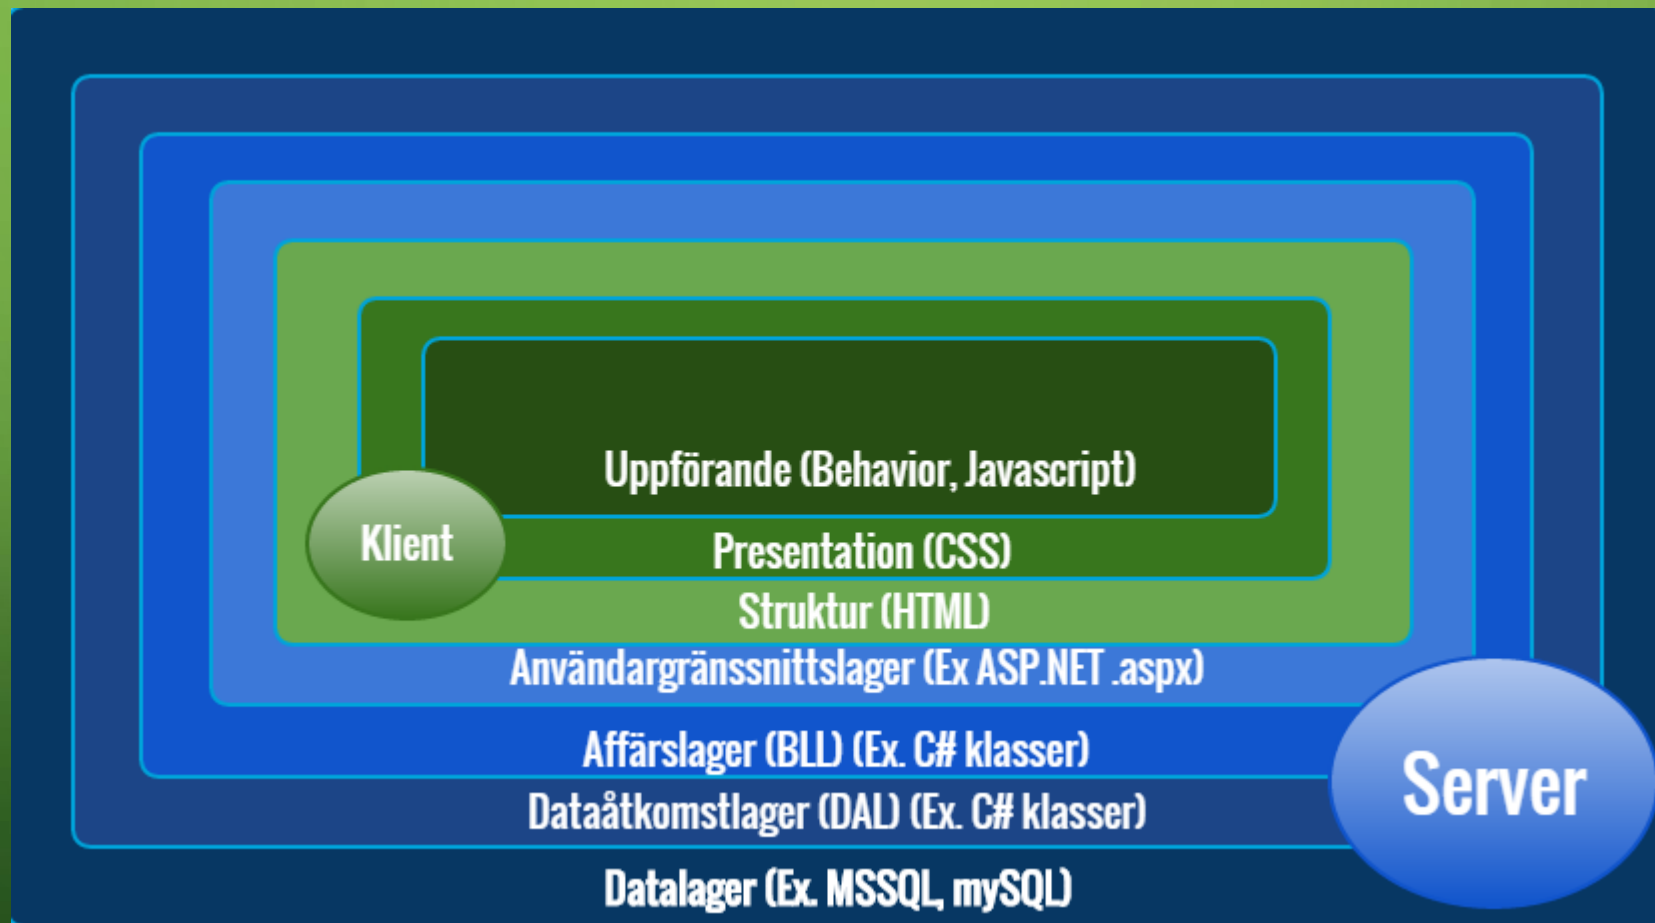 Uppförande (Behavior, Javascript)
Klient
Presentation (CSS)
Struktur (HTML)
Användargränssnittslager (Ex ASP.NET .aspx)
Affärslager (BLL) (Ex. C# klasser)
Server
Dataåtkomstlager (DAL) (Ex. C# klasser)
Datalager (Ex. MSSQL, mySQL)